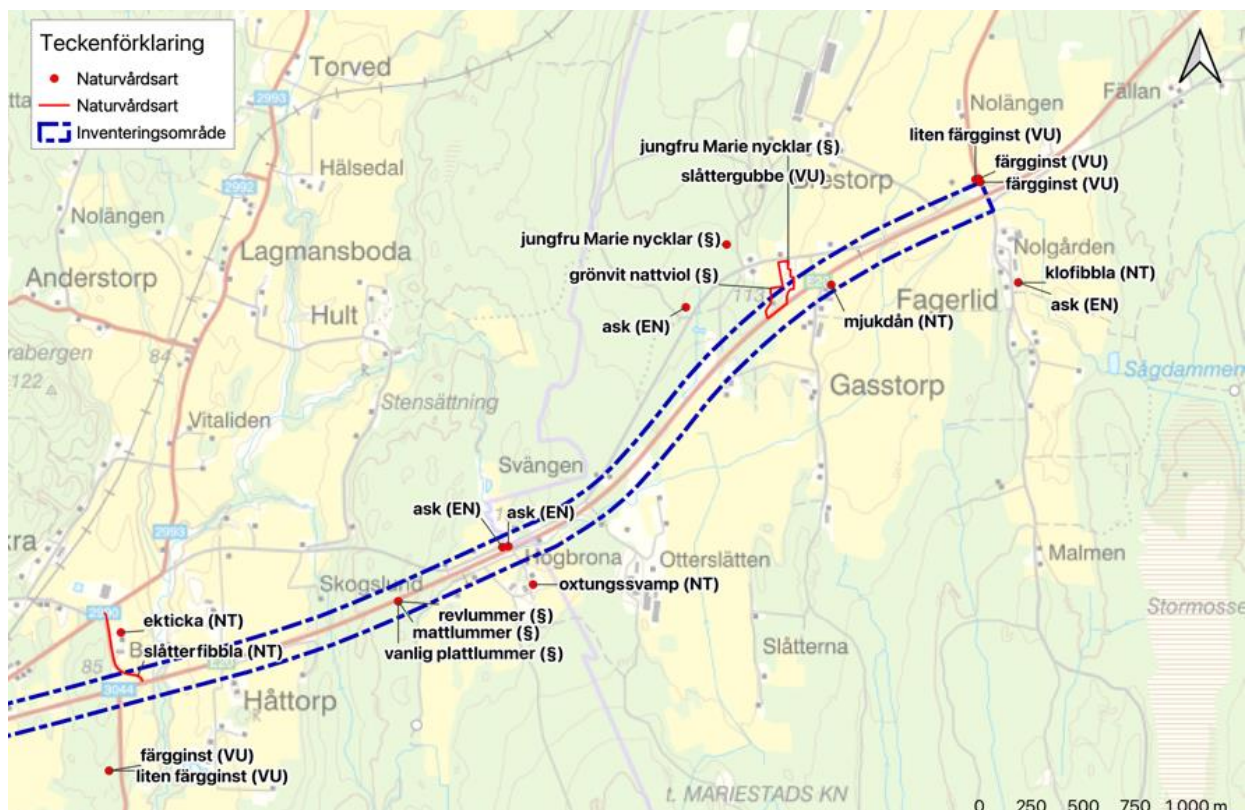 Teckenförklaring
Naturvårdsart
Naturvårdsart
Inventeringsområde
Torved
2993
Hälsedal
2992
Nolängen
Lagmansboda
Anderstorp
Hult
84
122
Vitaliden
Stensättning
Svängen
2993
Skogslund
Nolängen
Fällan
liten färgginst (VU)
jungfru Marie nycklar (§)
färgginst (VU)
slåttergubbe (VU)
färgginst (VU)
jungfru Marie nycklar (§)
Nolgården
grönvit nattviol (§)
klofibbla (NT)
Fagerlid
ask (EN)
ask (EN)
mjukdån (NT)
Sågdammen
Gasstorp
ask (EN)
ask (EN)
Högbrona
Otterslätten
Malmen
oxtungssvamp (NT)
Stormosse
revlummer (§)
mattlummer (§)
vanlig plattlummer (§)
Slåtterna
ekticka (NT)
slåtterfibbla (NT)
85
3044
Håttorp
färgginst (VU)
liten färgginst (VU)
t. MARIESTADS KN
0 250 500 750 1 000 m